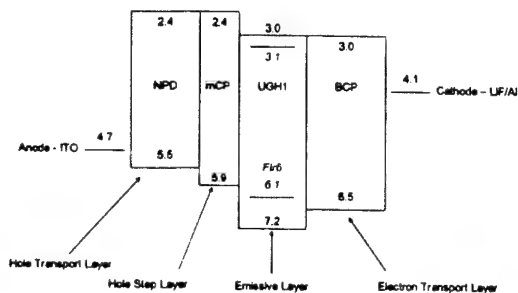 2.4
2.4
3.0
3.1
3.0
NPD
mCP
UGH1
BCP
4.1
Cathode – LiF/Al
Anode - ITO
4.7
5.5
5.9
FIr6
6.1
7.2
6.5
Hole Transport Layer
Hole Step Layer
Emissive Layer
Electron Transport Layer